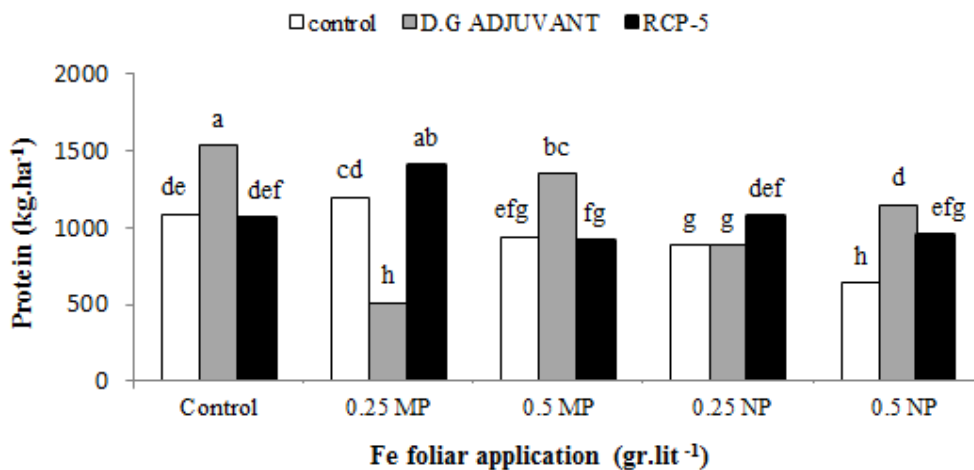 control D.G ADJUVANT RCP-5
Protein (kg.ha-1)
2000
1500
1000
500
0
de a def
cd h ab
efg bc fg
g g def
h d efg
Control 0.25 MP 0.5 MP 0.25 NP 0.5 NP
Fe foliar application (gr.lit -1)